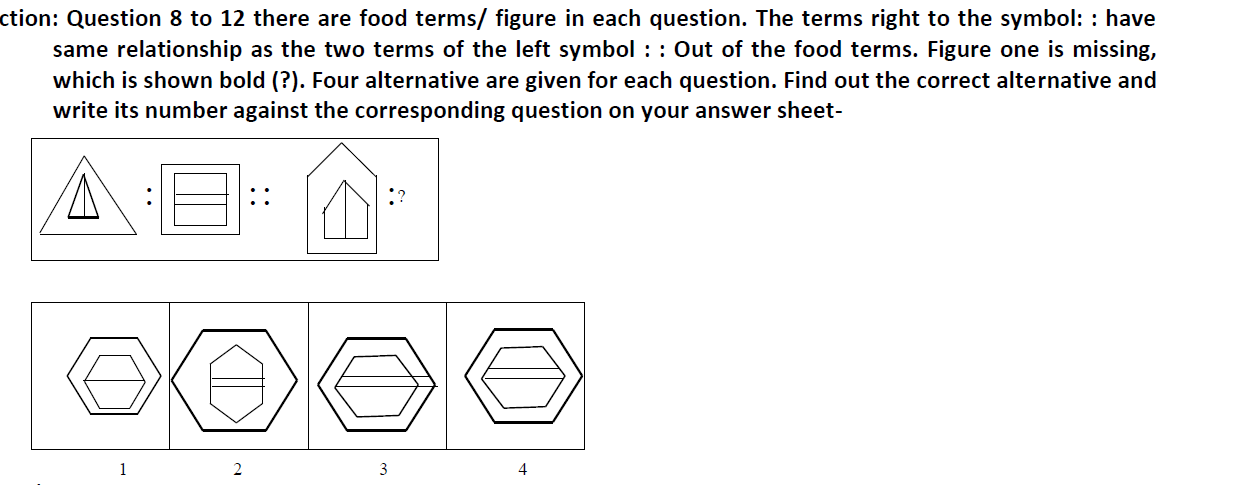 ction: Question 8 to 12 there are food terms/ figure in each question. The terms right to the symbol: : have
same relationship as the two terms of the left symbol : : Out of the food terms. Figure one is missing,
which is shown bold (?). Four alternative are given for each question. Find out the correct alternative and
write its number against the corresponding question on your answer sheet-
: :: :?
1 2 3 4